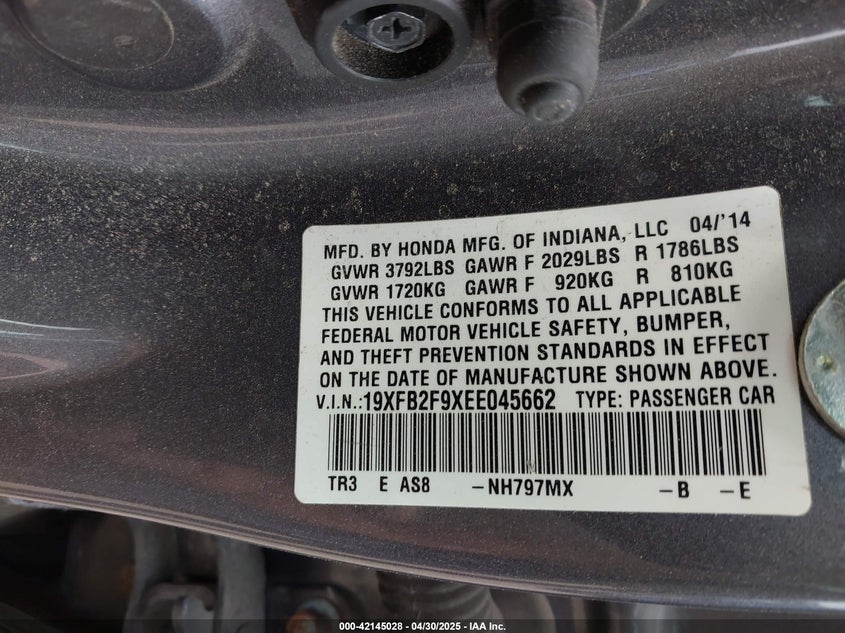 MFD. BY HONDA MFG. OF INDIANA, LLC 04/'14
GVWR 3792LBS GAWR F 2029LBS R 1786LBS
GVWR 1720KG GAWR F 920KG R 810KG
THIS VEHICLE CONFORMS TO ALL APPLICABLE
FEDERAL MOTOR VEHICLE SAFETY, BUMPER,
AND THEFT PREVENTION STANDARDS IN EFFECT
ON THE DATE OF MANUFACTURE SHOWN ABOVE.
V.I.N.:19XFB2F9XEE045662 TYPE: PASSENGER CAR
TR3 E AS8 -NH797MX -B -E
000-42145028 - 04/30/2025 - IAA Inc.